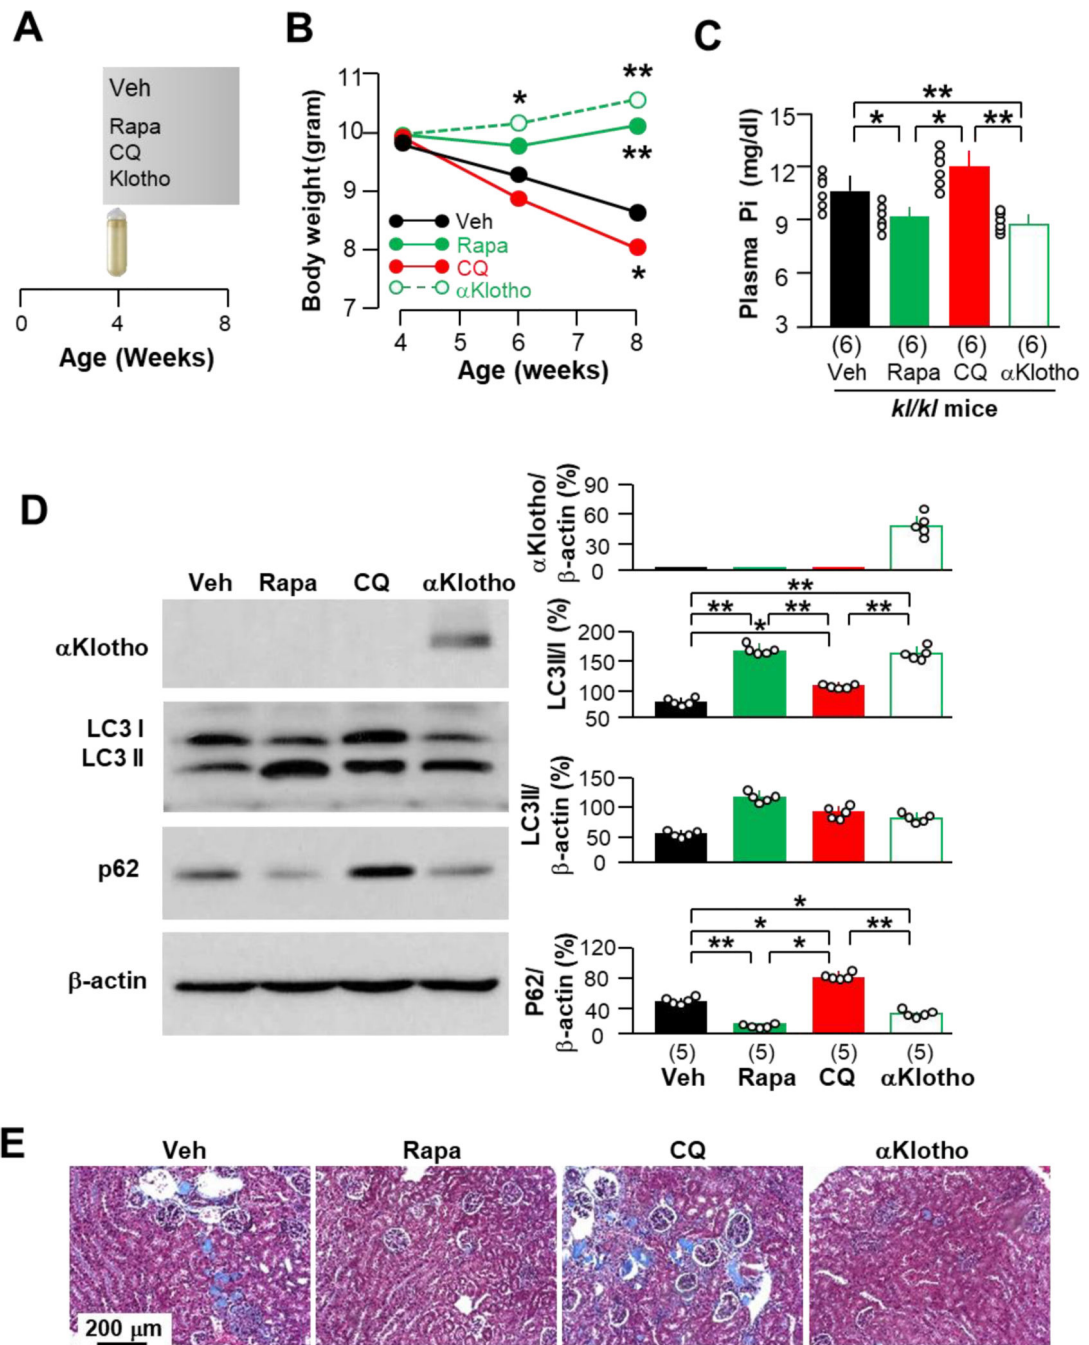 A
Veh
Rapa
CQ
Klotho
0 4 8
Age (Weeks)
B
Body weight (gram)
11
10
9
8
7
*
**
**
*
Veh
Rapa
CQ
αKlotho
4 5 6 7 8
Age (weeks)
C
Plasma Pi (mg/dl)
15
12
9
6
3
**
* * **
(6) (6) (6) (6)
Veh Rapa CQ αKlotho
kl/kl mice
D
Veh Rapa CQ αKlotho
αKlotho
LC3 I
LC3 II
p62
β-actin
αKlotho/
β-actin (%)
90
60
30
0
LC3II/I (%)
200
150
100
50
**
** ** **
*
LC3II/
β-actin (%)
150
100
50
0
P62/
β-actin (%)
120
80
40
0
*
* **
** *
(5) (5) (5) (5)
Veh Rapa CQ αKlotho
E
Veh Rapa CQ αKlotho
200 μm